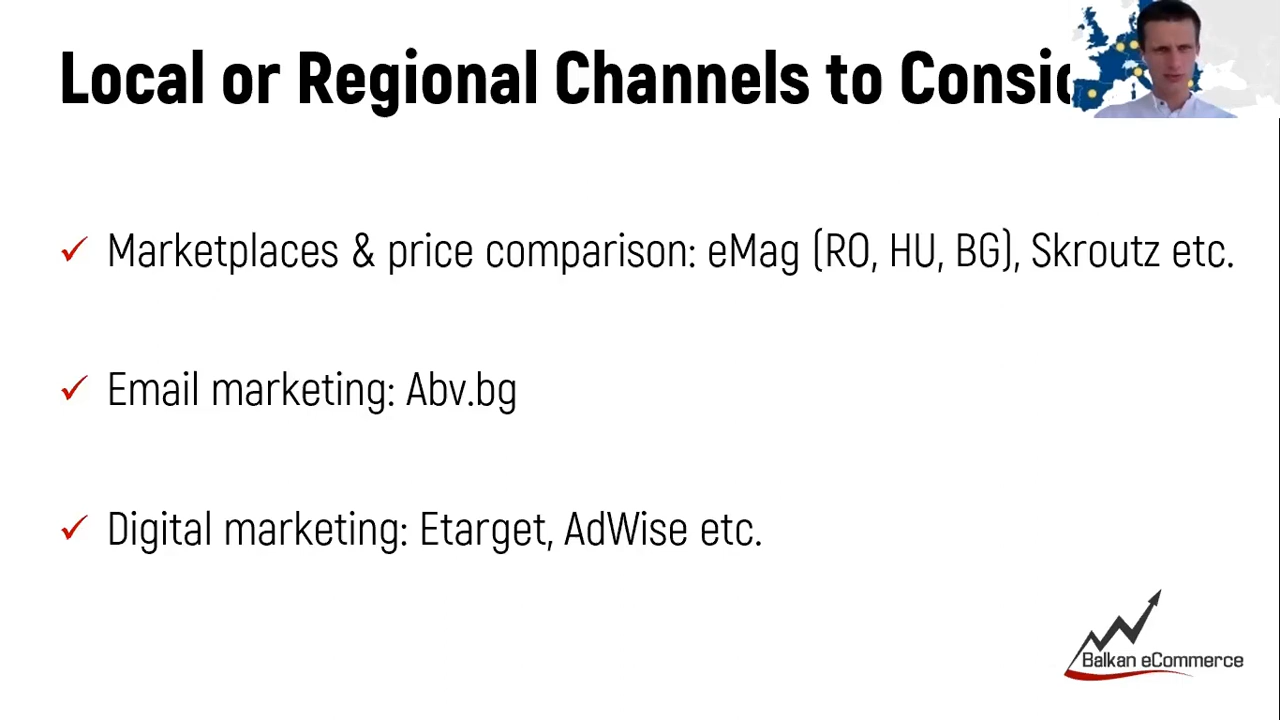 Local or Regional Channels to Consid
Marketplaces & price comparison: eMag (RO, HU, BG), Skroutz etc.
Email marketing: Abv.bg
Digital marketing: Etarget, AdWise etc.
Balkan eCommerce